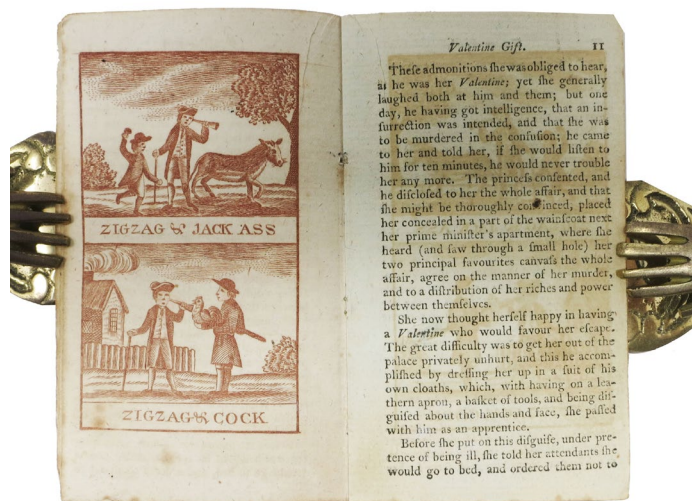 ZIGZAG & JACK ASS
ZIGZAG & COCK
Valentine Gift. 11
Theſe admonitions ſhe was obliged to hear,
as he was her Valentine; yet ſhe generally
laughed both at him and them; but one
day, he having got intelligence, that an in-
ſurrection was intended, and that ſhe was
to be murdered in the confuſion; he came
to her and told her, if ſhe would liſten to
him for ten minutes, he would never trouble
her any more. The princeſs conſented, and
he diſcloſed to her the whole affair, and that
ſhe might be thoroughly convinced, placed
her concealed in a part of the wainſcoat next
her prime miniſter's apartment, where ſhe
heard (and ſaw through a ſmall hole) her
two principal favourites canvaſs the whole
affair, agree on the manner of her murder,
and to a diſtribution of her riches and power
between themſelves.
She now thought herſelf happy in having
a Valentine who would favour her eſcape.
The great difficulty was to get her out of the
palace privately unhurt, and this he accom-
pliſhed by dreſſing her up in a ſuit of his
own cloaths, which, with having on a lea-
thern apron, a baſket of tools, and being diſ-
guiſed about the hands and face, ſhe paſſed
with him as an apprentice.
Before ſhe put on this diſguiſe, under pre-
tence of being ill, ſhe told her attendants ſhe
would go to bed, and ordered them not to